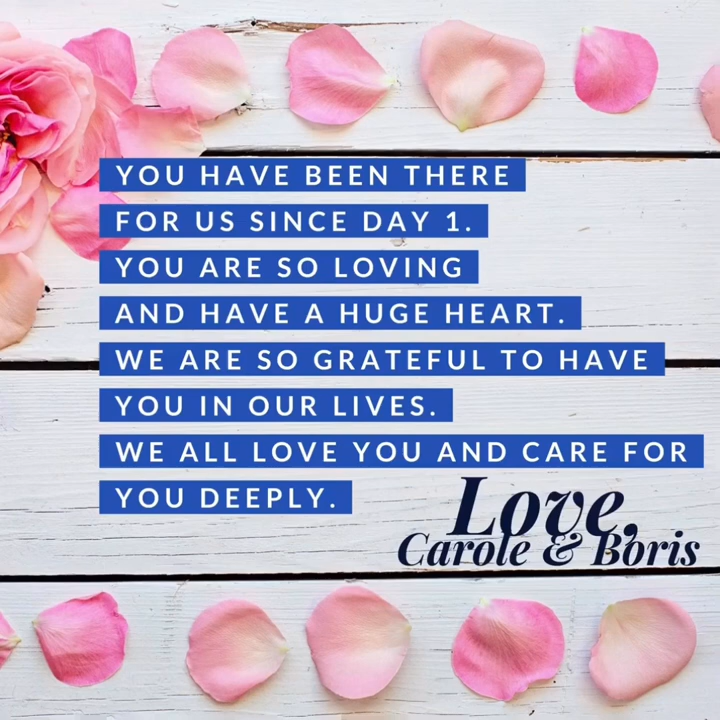 YOU HAVE BEEN THERE
FOR US SINCE DAY 1.
YOU ARE SO LOVING
AND HAVE A HUGE HEART.
WE ARE SO GRATEFUL TO HAVE
YOU IN OUR LIVES.
WE ALL LOVE YOU AND CARE FOR
YOU DEEPLY.
Love,
Carole & Boris